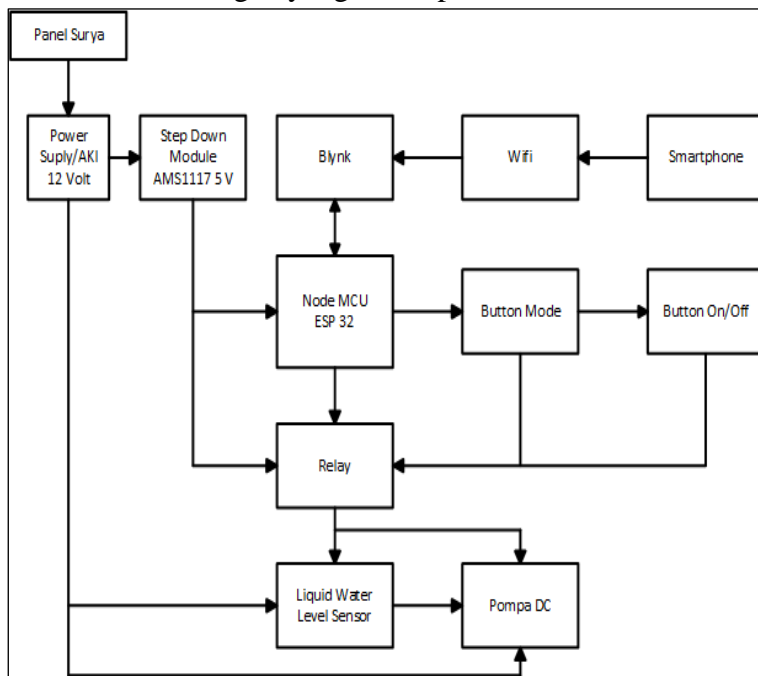 Panel Surya
Power
Suply/AKI
12 Volt
Step Down
Module
AMS1117 5 V
Blynk
Wifi
Smartphone
Node MCU
ESP 32
Button Mode
Button On/Off
Relay
Liquid Water
Level Sensor
Pompa DC